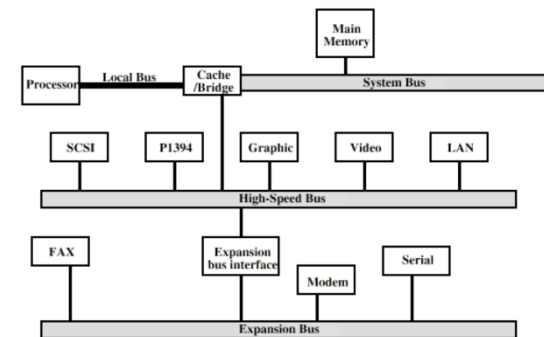 Main
Memory
Processor
Local Bus
Cache
/Bridge
System Bus
SCSI
P1394
Graphic
Video
LAN
High-Speed Bus
FAX
Expansion
bus interface
Modem
Serial
Expansion Bus